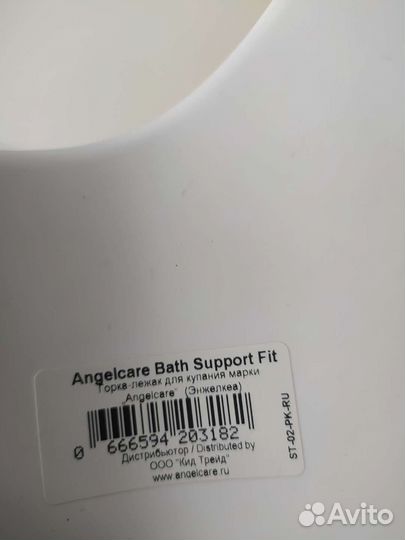 Angelcare Bath Support Fit
Горка-лежак для купания марки
„Angelcare“ (Энжелкеа)
0 666594 203182
Дистрибьютор / Distributed by
ООО "Кид Трейд"
www.angelcare.ru
ST-02-PK-RU
Avito